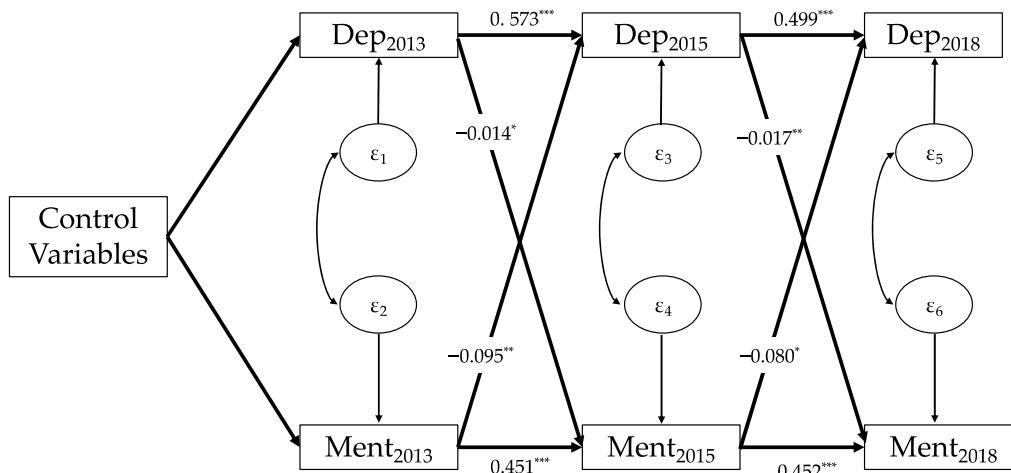 0. 573***
0.499***
Dep2013
Dep2015
Dep2018
−0.014*
−0.017**
ε1
ε3
ε5
Control
Variables
ε2
ε4
ε6
−0.095**
−0.080*
Ment2013
Ment2015
Ment2018
0.451***
0.452***